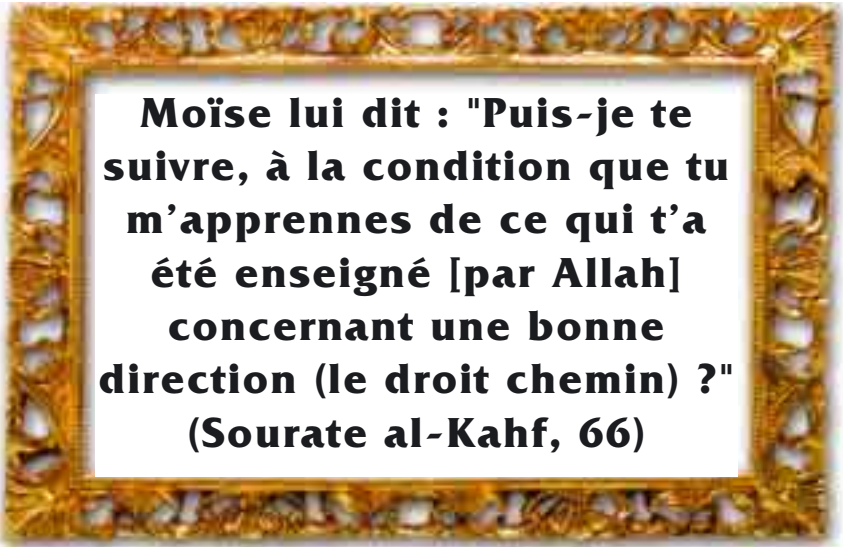 Moïse lui dit : "Puis-je te
suivre, à la condition que tu
m’apprennes de ce qui t’a
été enseigné [par Allah]
concernant une bonne
direction (le droit chemin) ?"
(Sourate al-Kahf, 66)